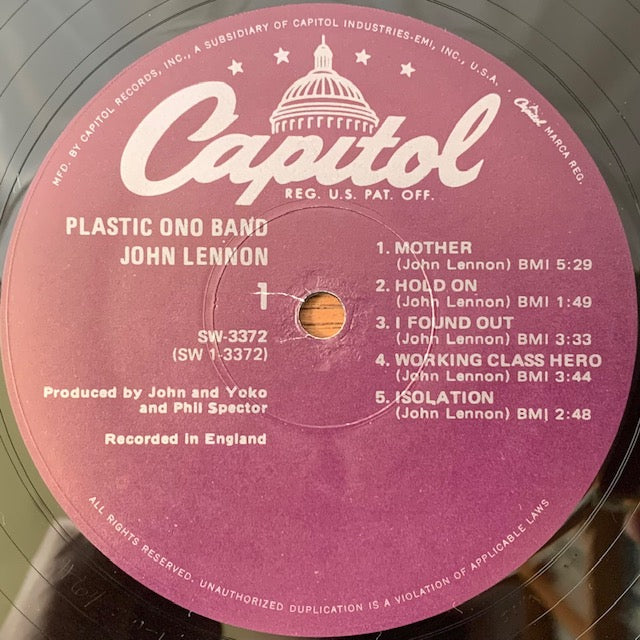 MFD. BY CAPITOL RECORDS, INC., A SUBSIDIARY OF CAPITOL INDUSTRIES-EMI, INC., U.S.A. . Capitol MARCA REG.
Capitol
REG. U.S. PAT. OFF.
PLASTIC ONO BAND
JOHN LENNON
1
SW-3372
(SW 1-3372)
Produced by John and Yoko
and Phil Spector
Recorded in England
1. MOTHER
(John Lennon) BMI 5:29
2. HOLD ON
(John Lennon) BMI 1:49
3. I FOUND OUT
(John Lennon) BMI 3:33
4. WORKING CLASS HERO
(John Lennon) BMI 3:44
5. ISOLATION
(John Lennon) BMI 2:48
ALL RIGHTS RESERVED. UNAUTHORIZED DUPLICATION IS A VIOLATION OF APPLICABLE LAWS